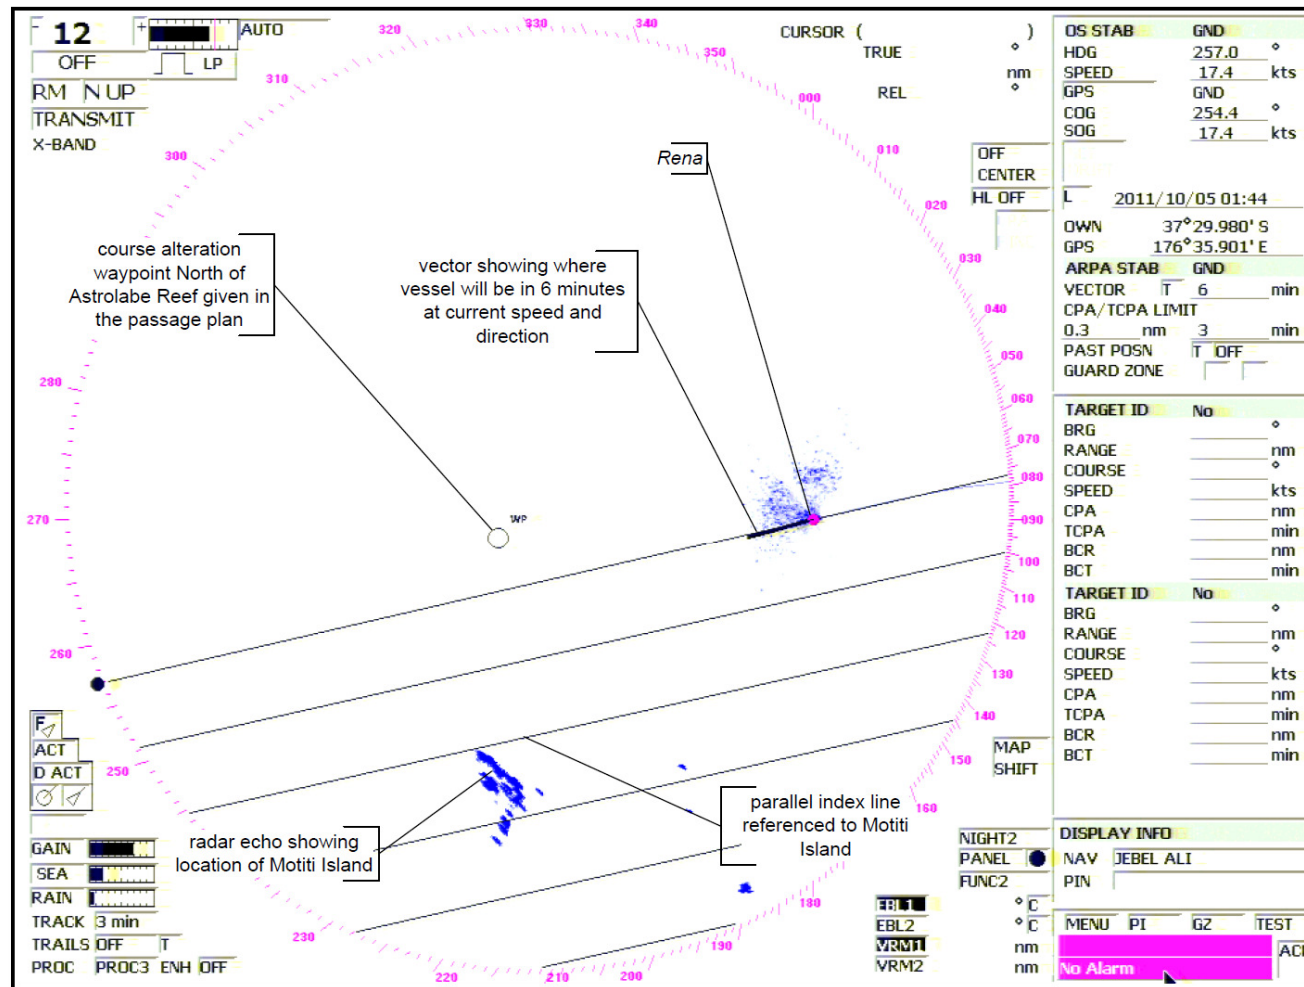 - 12 +
AUTO
OFF
LP
RM N UP
TRANSMIT
X-BAND
CURSOR ( )
TRUE °
nm
REL °
OFF
CENTER
HL OFF
320
330
340
350
000
010
020
030
040
050
060
070
080
090
100
110
120
130
140
150
160
180
190
200
210
220
230
250
260
270
280
300
310
Rena
course alteration
waypoint North of
Astrolabe Reef given in
the passage plan
vector showing where
vessel will be in 6 minutes
at current speed and
direction
WP
radar echo showing
location of Motiti Island
parallel index line
referenced to Motiti
Island
OS STAB GND
HDG 257.0 °
SPEED 17.4 kts
GPS GND
COG 254.4 °
SOG 17.4 kts
L 2011/10/05 01:44
OWN 37°29.980' S
GPS 176°35.901' E
ARPA STAB GND
VECTOR T 6 min
CPA/TCPA LIMIT
0.3 nm 3 min
PAST POSN T OFF
GUARD ZONE
TARGET ID No
BRG °
RANGE nm
COURSE °
SPEED kts
CPA nm
TCPA min
BCR nm
BCT min
TARGET ID No
BRG °
RANGE nm
COURSE °
SPEED kts
CPA nm
TCPA min
BCR nm
BCT min
F
ACT
D ACT
GAIN
SEA
RAIN
TRACK 3 min
TRAILS OFF T
PROC PROC3 ENH OFF
MAP
SHIFT
NIGHT2
PANEL
FUNC2
EBL1 ° C
EBL2 ° C
VRM1 nm
VRM2 nm
DISPLAY INFO
NAV JEBEL ALI
PIN
MENU PI GZ TEST
No Alarm